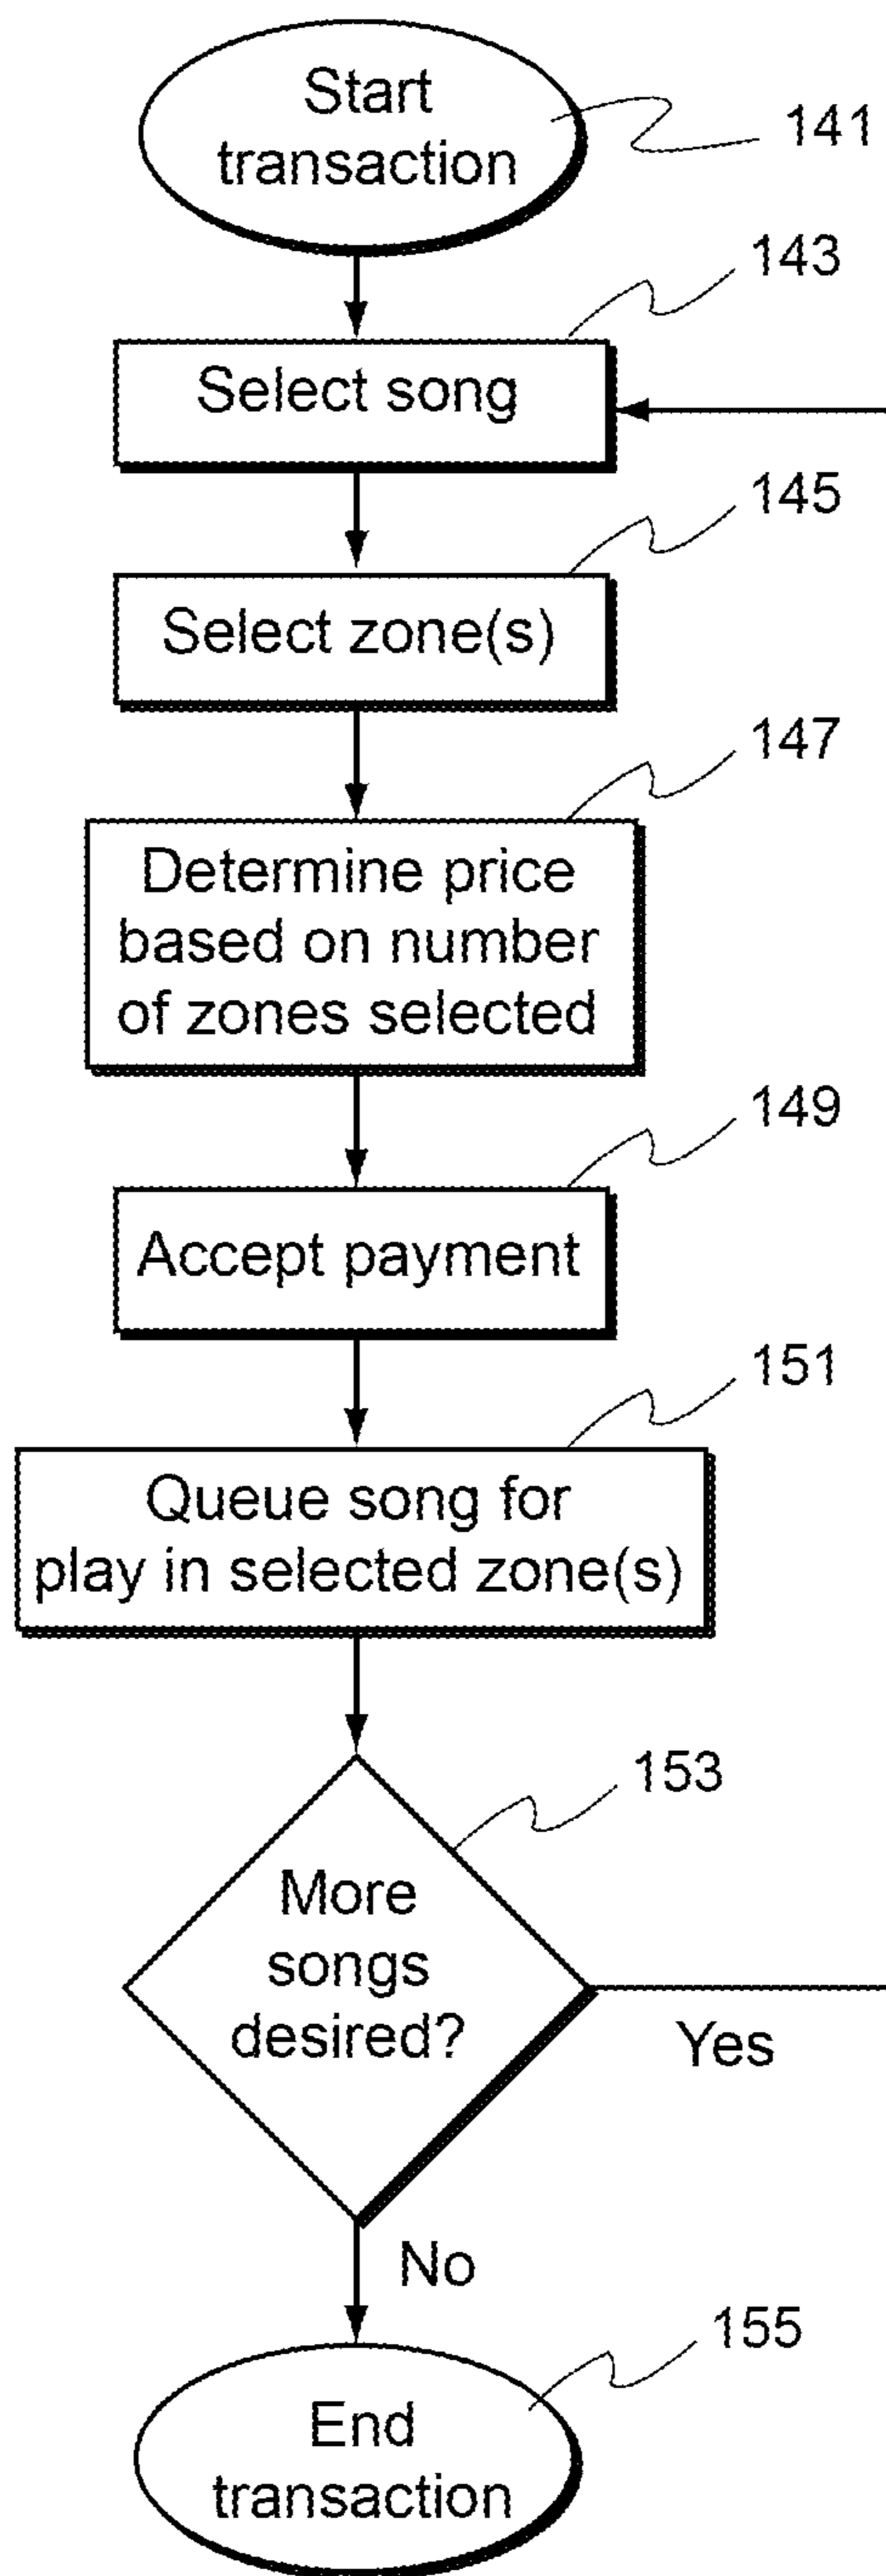 Start
transaction
141
143
Select song
145
Select zone(s)
147
Determine price
based on number
of zones selected
149
Accept payment
151
Queue song for
play in selected zone(s)
153
More
songs
desired?
Yes
No
155
End
transaction